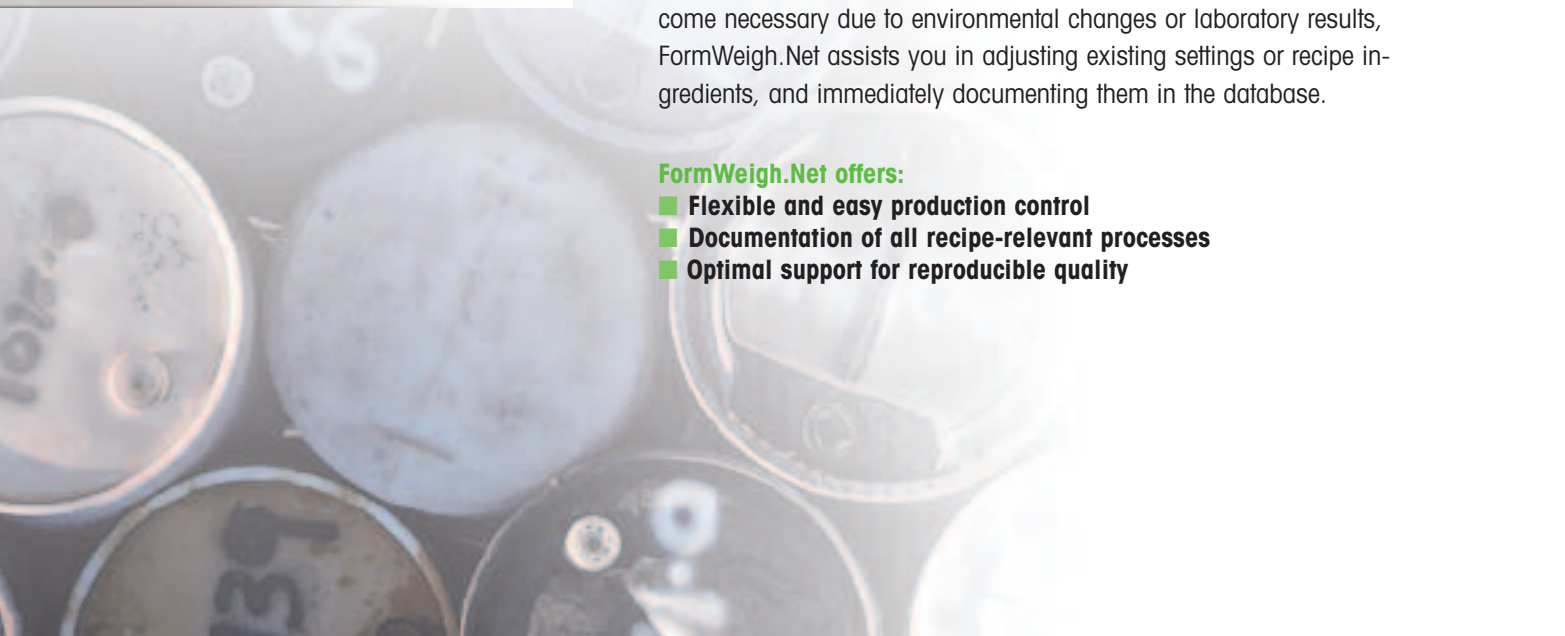 come necessary due to environmental changes or laboratory results,
FormWeigh.Net assists you in adjusting existing settings or recipe in-
gredients, and immediately documenting them in the database.
FormWeigh.Net offers:
■ Flexible and easy production control
■ Documentation of all recipe-relevant processes
■ Optimal support for reproducible quality